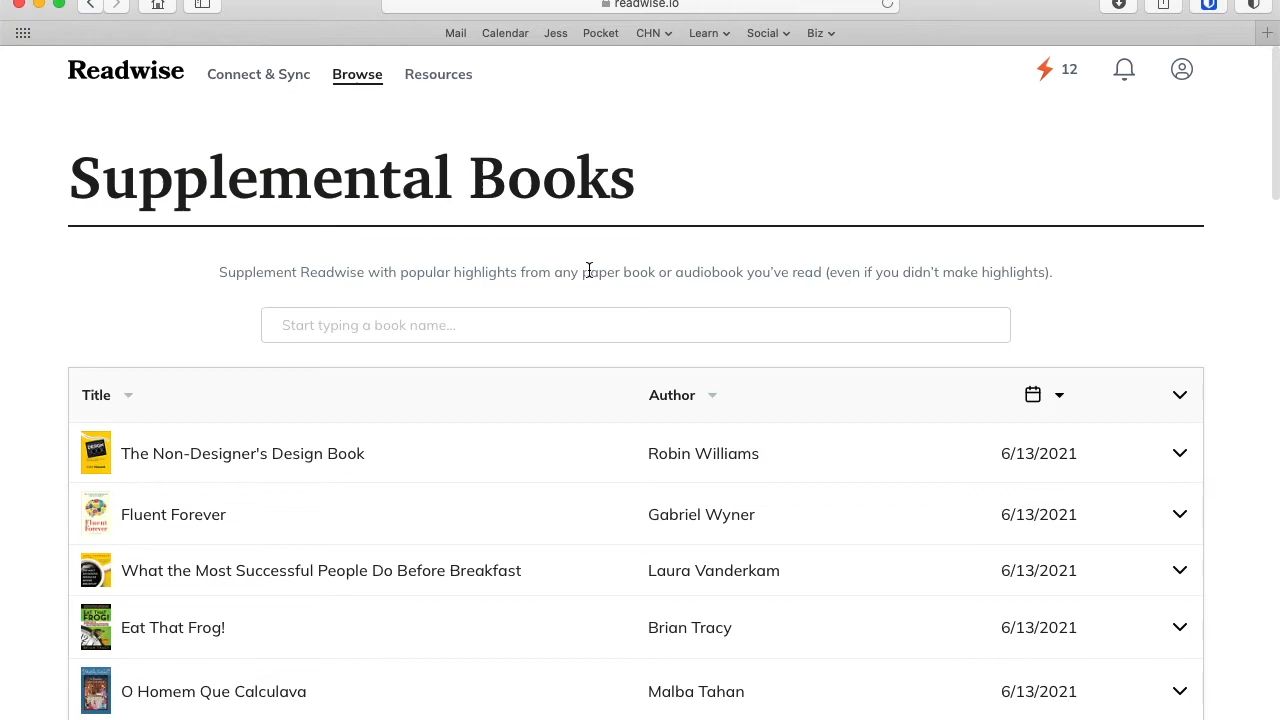 readwise.io
Mail Calendar Jess Pocket CHN Learn Social Biz
Readwise Connect & Sync Browse Resources 12
Supplemental Books
Supplement Readwise with popular highlights from any paper book or audiobook you've read (even if you didn't make highlights).
Start typing a book name...
Title Author
The Non-Designer's Design Book Robin Williams 6/13/2021
Fluent Forever Gabriel Wyner 6/13/2021
What the Most Successful People Do Before Breakfast Laura Vanderkam 6/13/2021
Eat That Frog! Brian Tracy 6/13/2021
O Homem Que Calculava Malba Tahan 6/13/2021